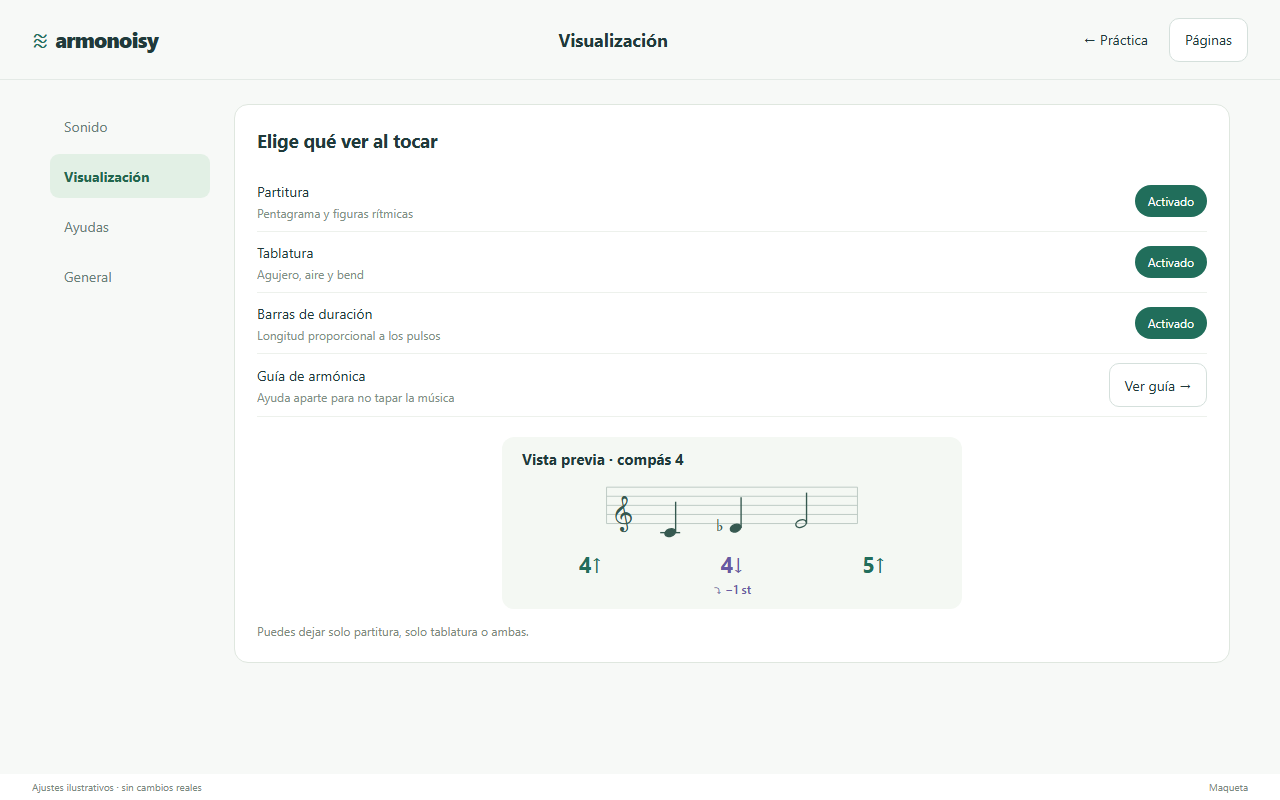 armonoisy
Visualización
← Práctica
Páginas
Sonido
Visualización
Ayudas
General
Elige qué ver al tocar
Partitura
Pentagrama y figuras rítmicas
Activado
Tablatura
Agujero, aire y bend
Activado
Barras de duración
Longitud proporcional a los pulsos
Activado
Guía de armónica
Ayuda aparte para no tapar la música
Ver guía →
Vista previa · compás 4
4↑ 4↓ 5↑
⤵ −1 st
Puedes dejar solo partitura, solo tablatura o ambas.
Ajustes ilustrativos · sin cambios reales
Maqueta